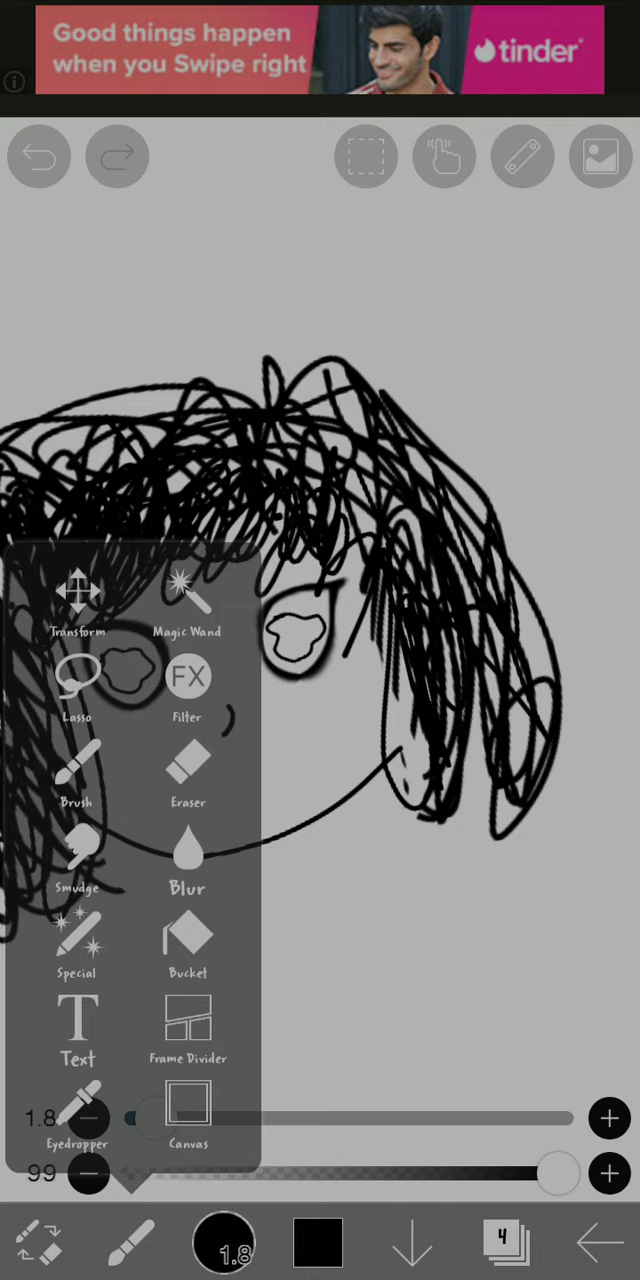 Good things happen
when you Swipe right
tinder
Transform
Magic Wand
Lasso
FX
Filter
Brush
Eraser
Smudge
Blur
Special
Bucket
T
Text
Frame Divider
1.8
Eyedropper
Canvas
99
1.8
4